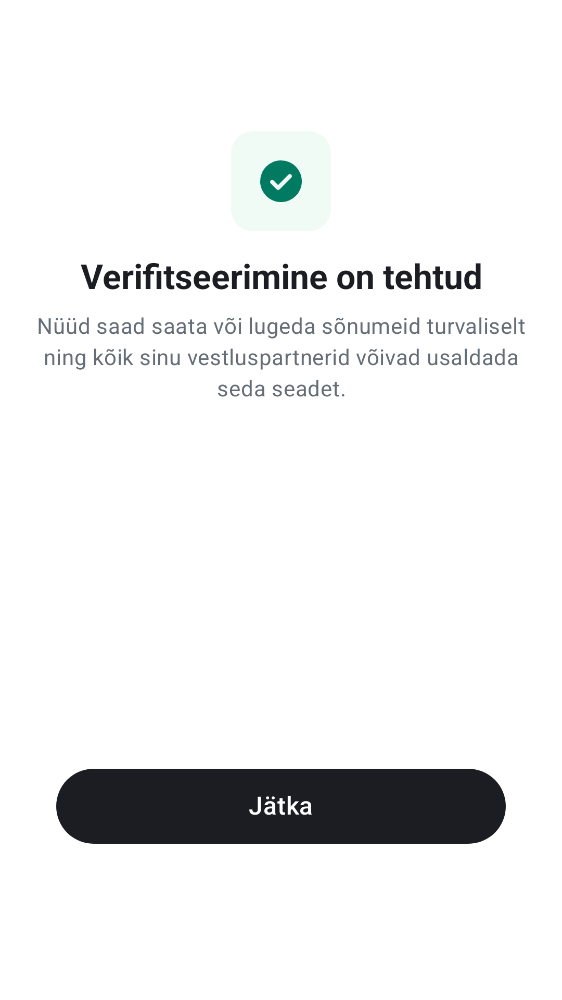 Verifitseerimine on tehtud
Nüüd saad saata või lugeda sõnumeid turvaliselt
ning kõik sinu vestluspartnerid võivad usaldada
seda seadet.
Jätka